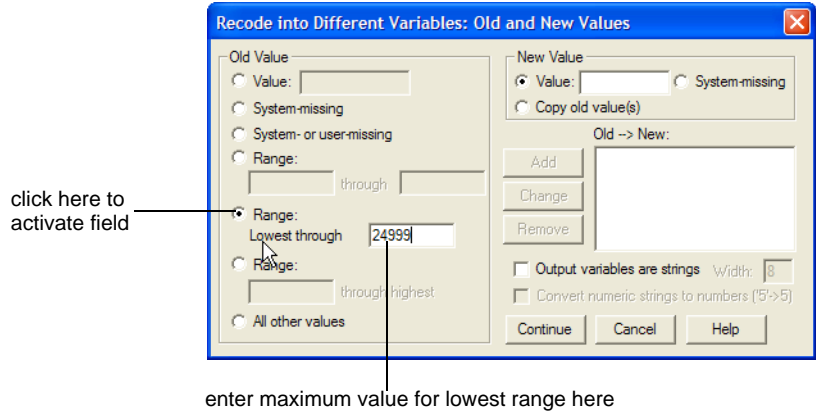 Recode into Different Variables: Old and New Values
Old Value
Value:
System-missing
System- or user-missing
Range:
through
Range:
Lowest through 24999
Range:
through highest
All other values
New Value
Value: System-missing
Copy old value(s)
Old --> New:
Add
Change
Remove
Output variables are strings Width: 8
Convert numeric strings to numbers ('5'->5)
Continue Cancel Help
click here to
activate field
enter maximum value for lowest range here